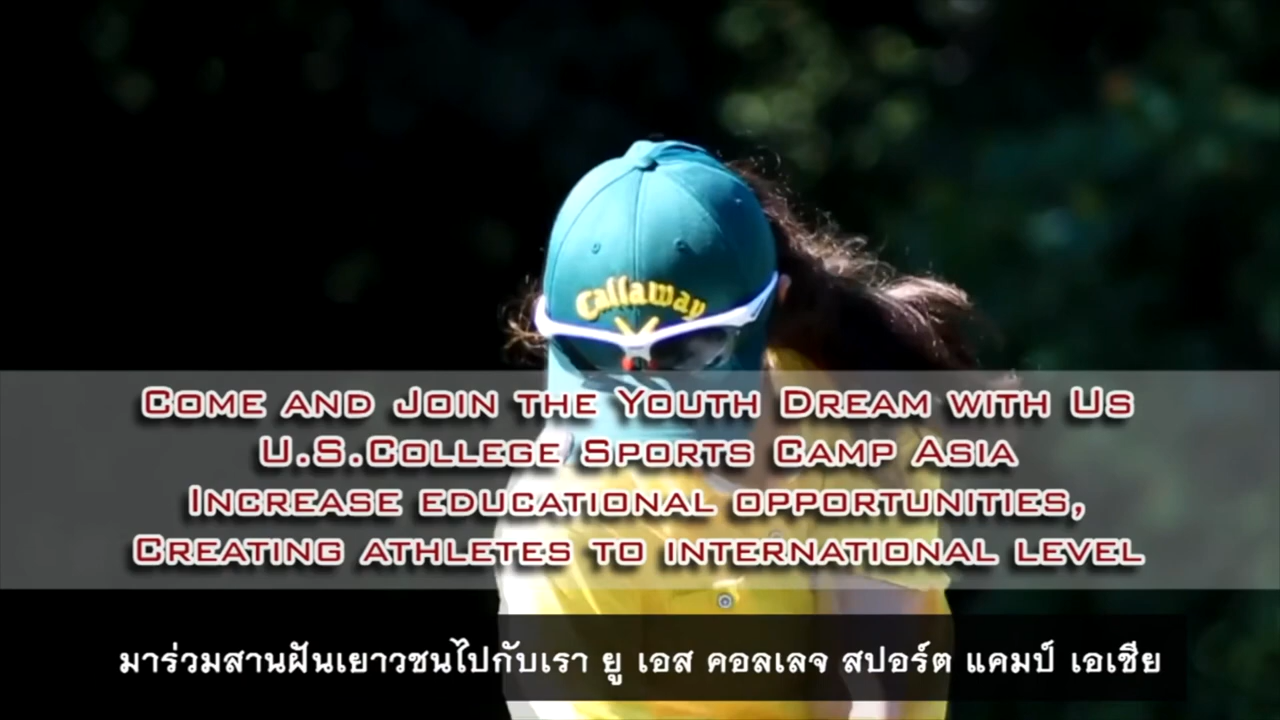 Callaway
Come and Join the Youth Dream with Us
U.S.College Sports Camp Asia
Increase educational opportunities,
Creating athletes to international level
มาร่วมสานฝันเยาวชนไปกับเรา ยู เอส คอลเลจ สปอร์ต แคมป์ เอเชีย